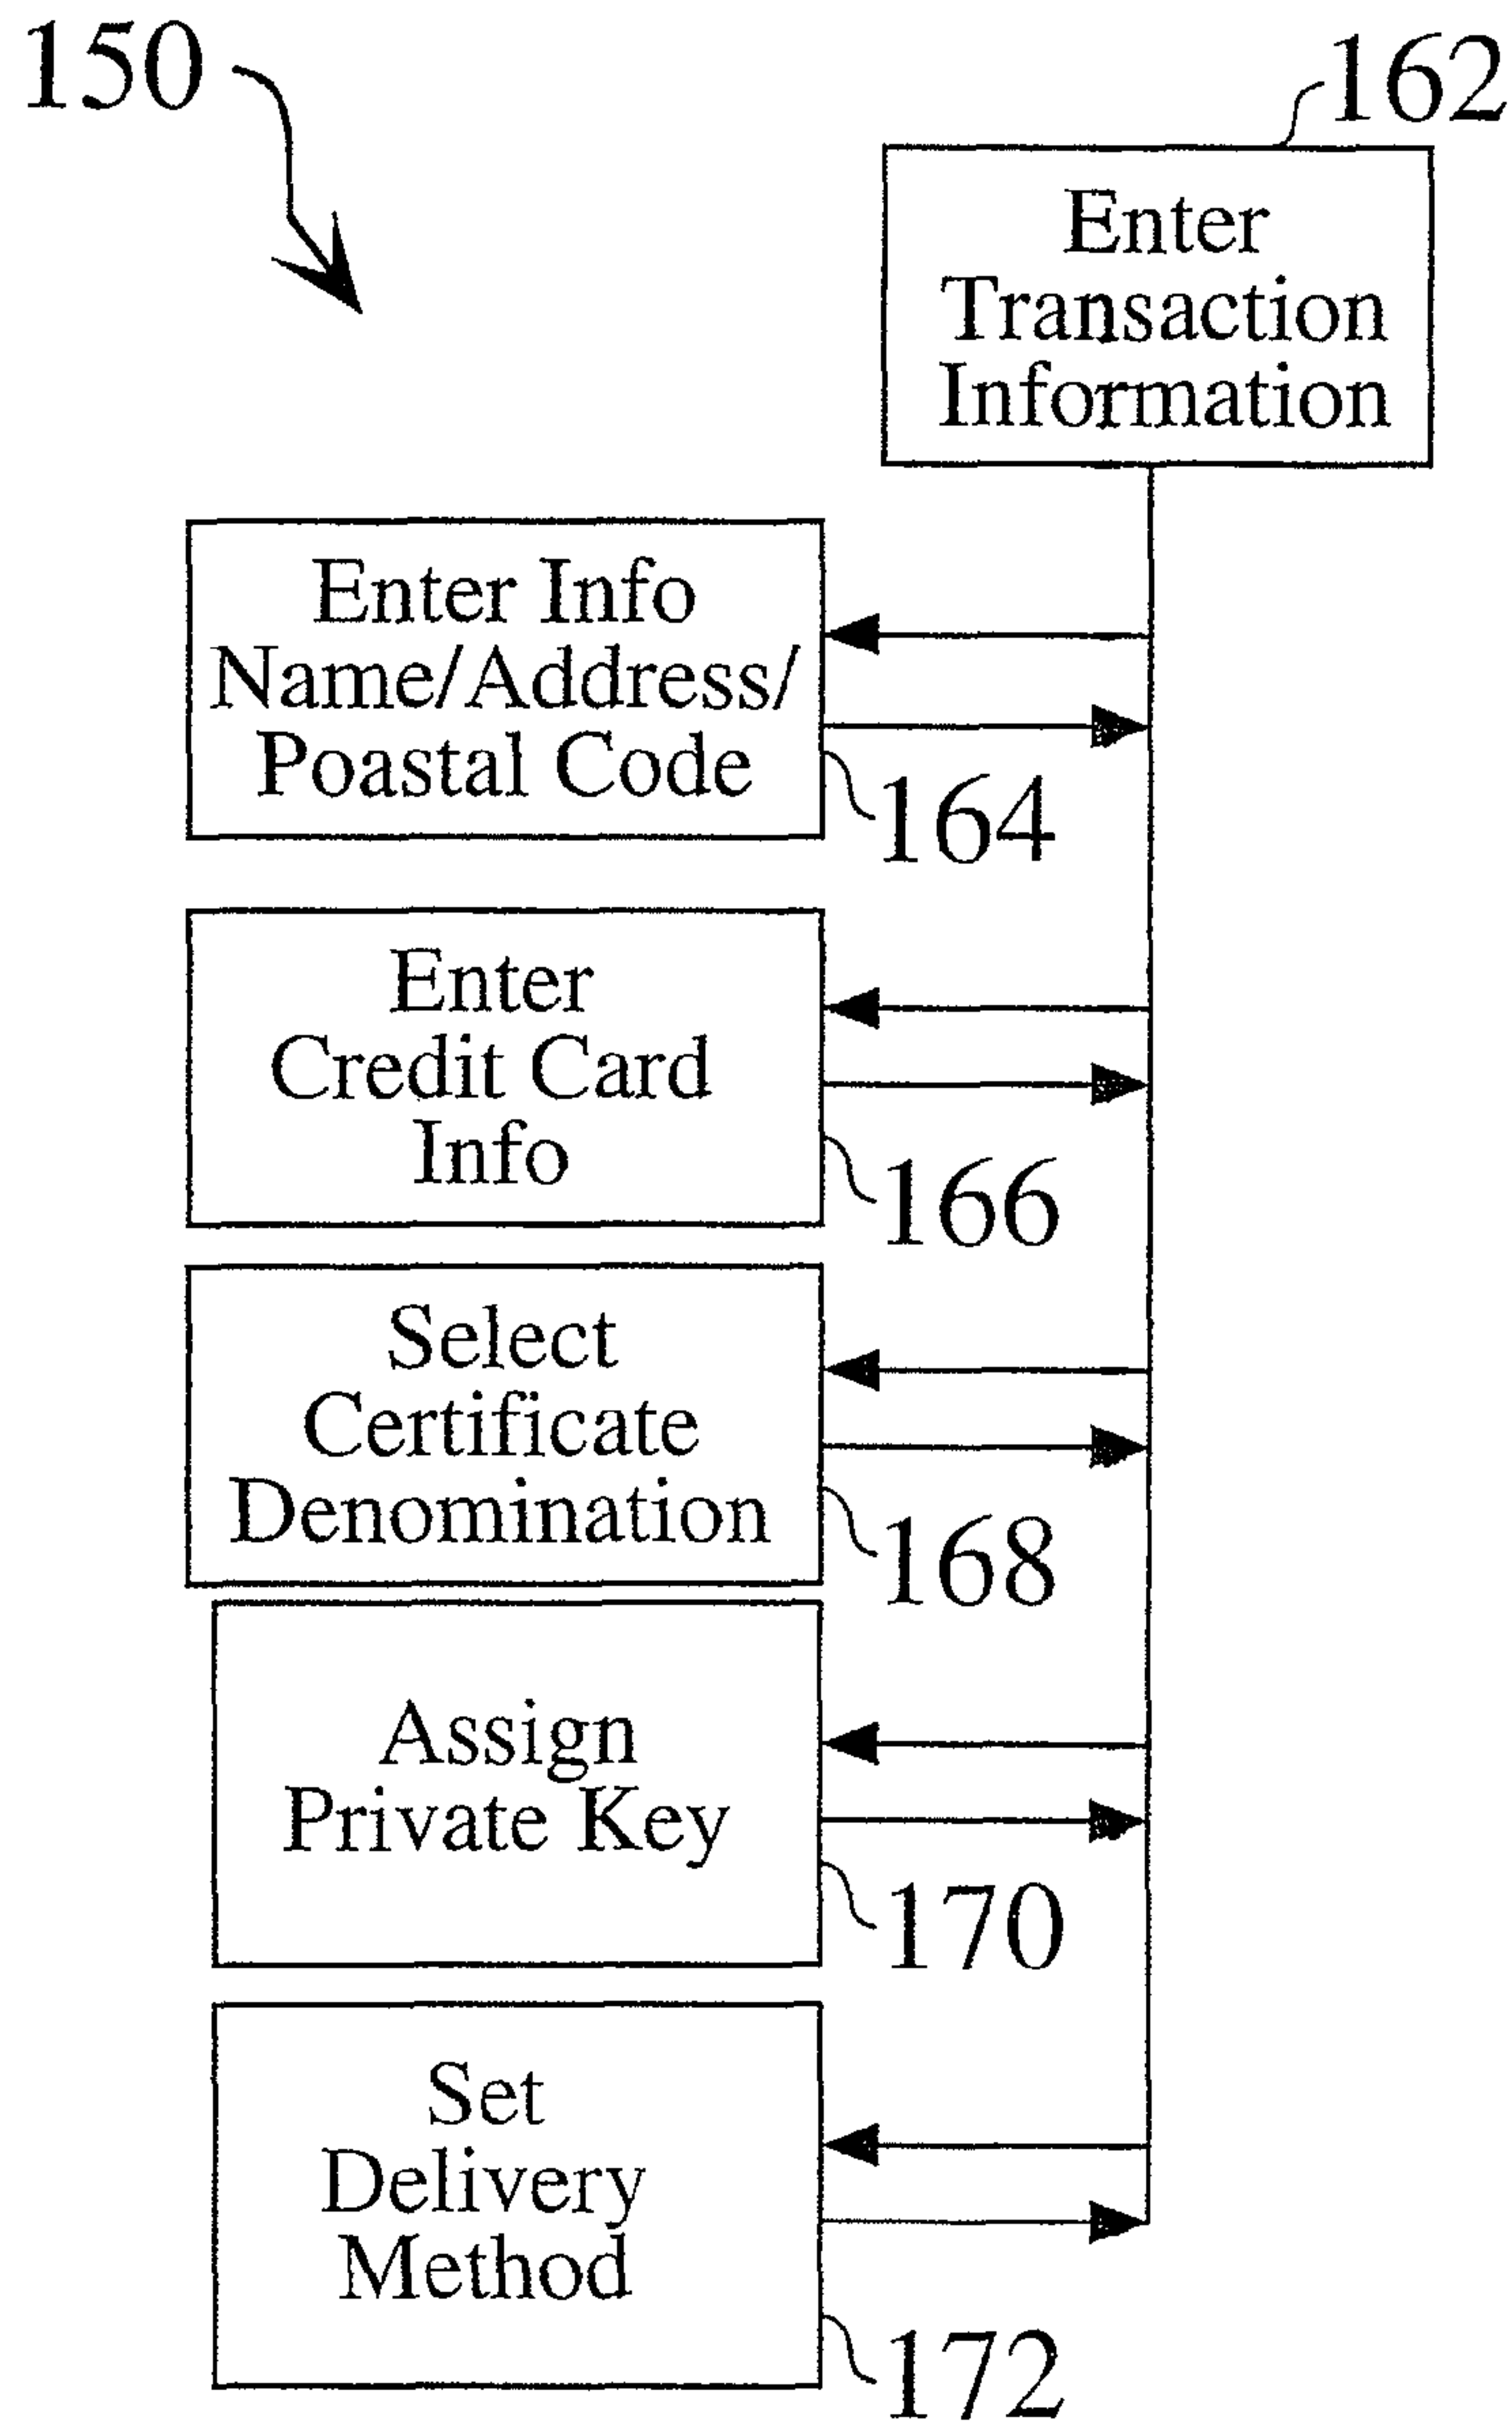 150
162
Enter
Transaction
Information
Enter Info
Name/Address/
Poastal Code
164
Enter
Credit Card
Info
166
Select
Certificate
Denomination
168
Assign
Private Key
170
Set
Delivery
Method
172